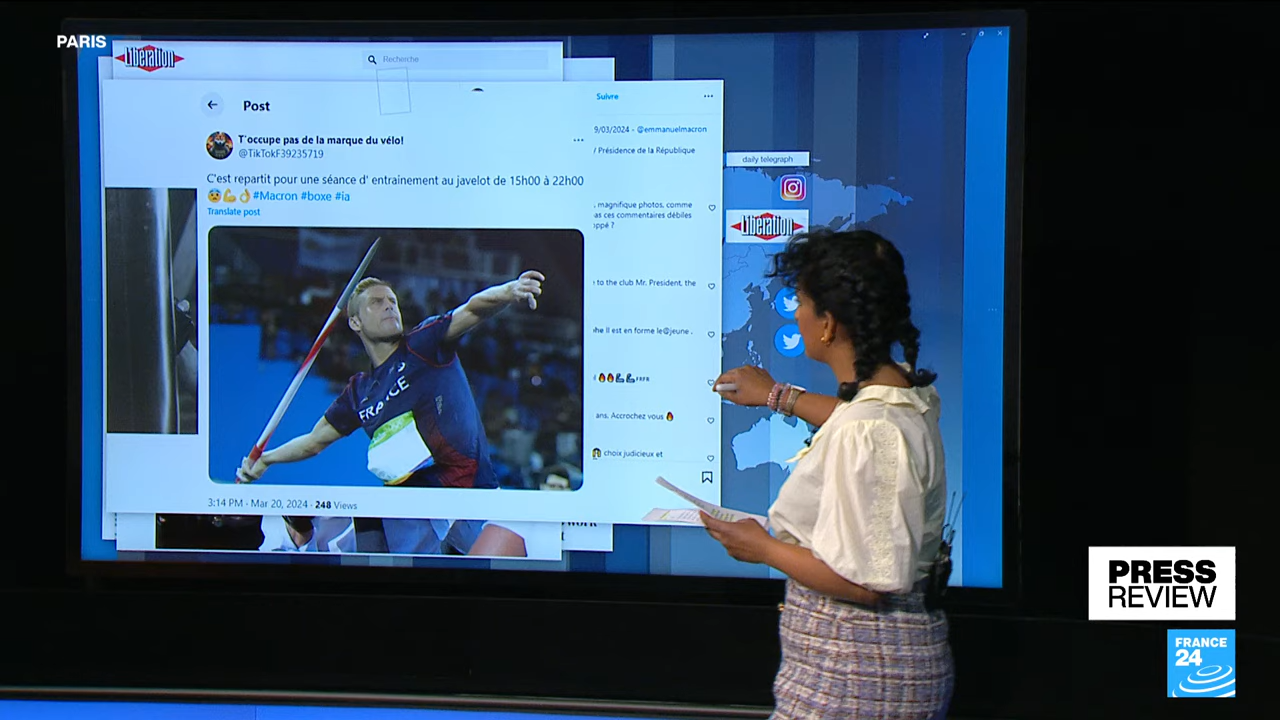 PARIS
Libération
Recherche
Post
T'occupe pas de la marque du vélo!
@TikTokF39235719
C'est repartit pour une séance d' entrainement au javelot de 15h00 à 22h00
#Macron #boxe #ia
Translate post
FRANCE
3:14 PM · Mar 20, 2024 · 248 Views
Suivre
9/03/2024 - @emmanuelmacron
/ Présidence de la République
, magnifique photos, comme
as ces commentaires débiles
appé ?
to the club Mr. President, the
he Il est en forme le@jeune .
FRFR
ans. Accrochez vous
choix judicieux et
daily telegraph
Libération
PRESS
REVIEW
FRANCE
24